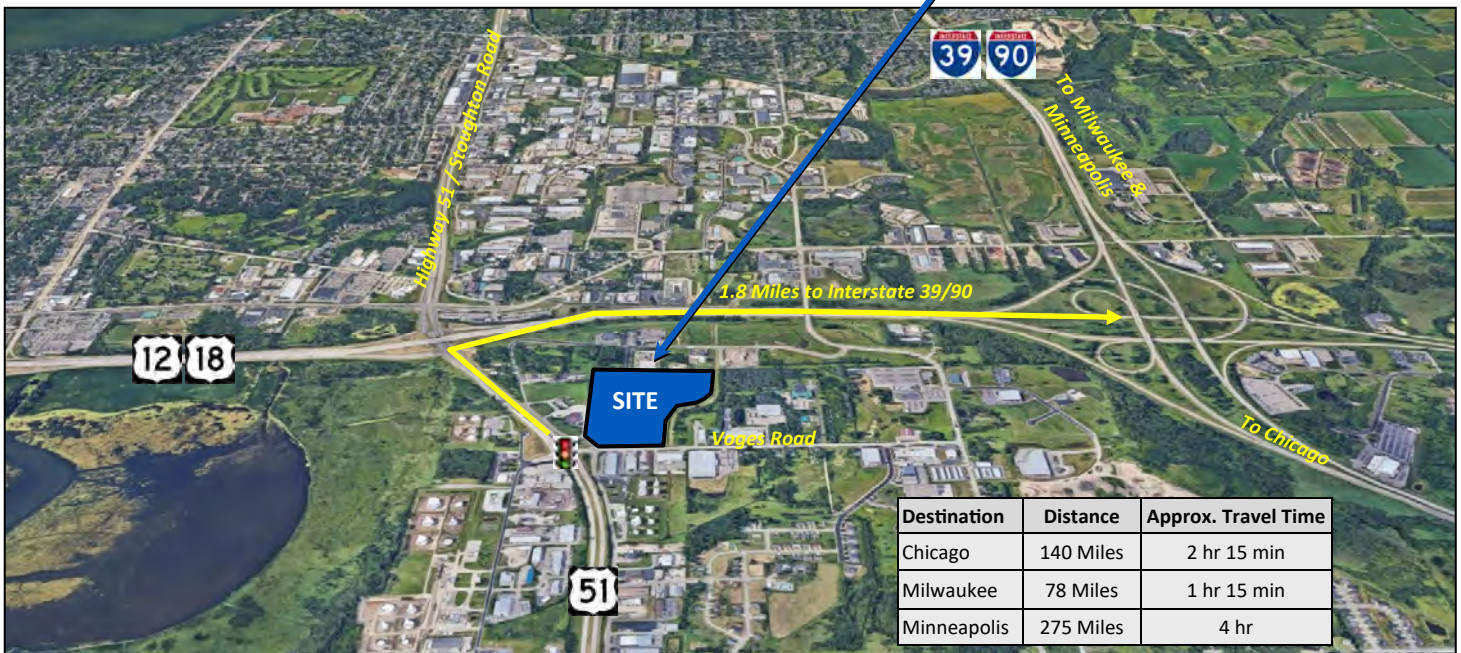 INTERSTATE
39
INTERSTATE
90
To Milwaukee &
Minneapolis
Highway 51 / Stoughton Road
1.8 Miles to Interstate 39/90
12
18
SITE
Voges Road
To Chicago
51
Destination Distance Approx. Travel Time
Chicago 140 Miles 2 hr 15 min
Milwaukee 78 Miles 1 hr 15 min
Minneapolis 275 Miles 4 hr